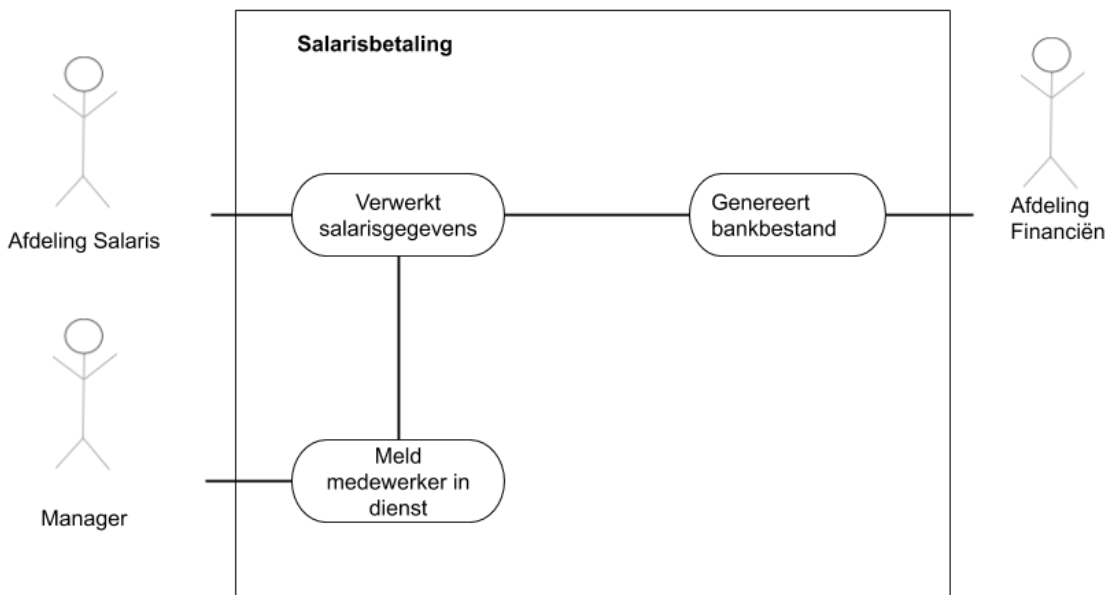 Salarisbetaling
Verwerkt
salarisgegevens
Genereert
bankbestand
Afdeling
Financiën
Afdeling Salaris
Meld
medewerker in
dienst
Manager